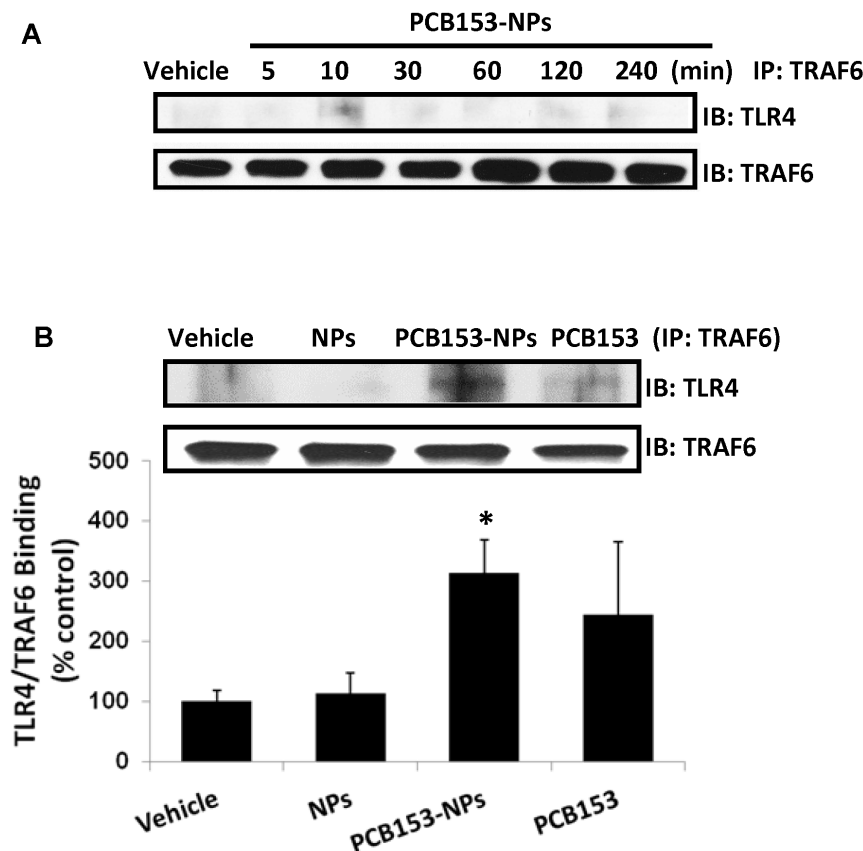 A
PCB153-NPs
Vehicle 5 10 30 60 120 240 (min) IP: TRAF6
IB: TLR4
IB: TRAF6
B
Vehicle NPs PCB153-NPs PCB153 (IP: TRAF6)
IB: TLR4
IB: TRAF6
TLR4/TRAF6 Binding
(% control)
500
400
300
200
100
0
*
Vehicle
NPs
PCB153-NPs
PCB153